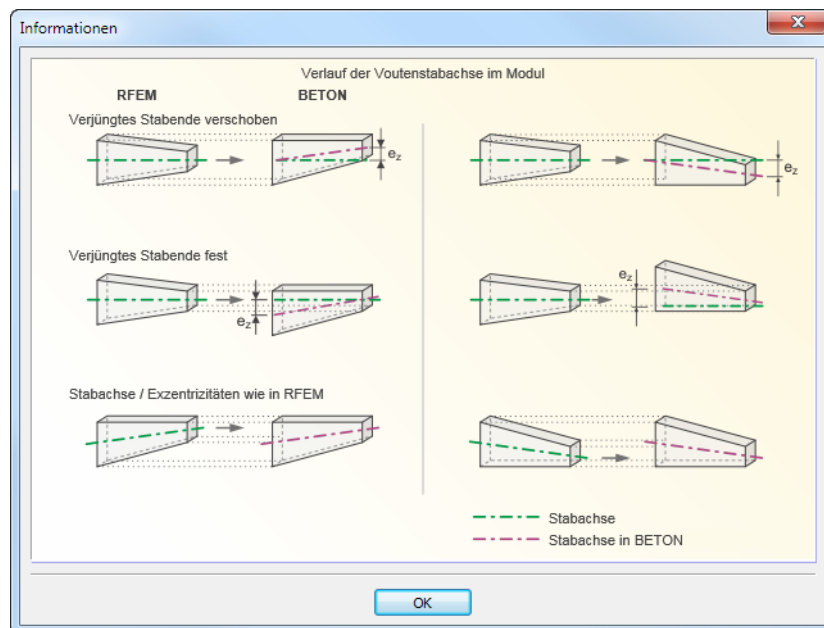 Informationen
Verlauf der Voutenstabachse im Modul
RFEM BETON
Verjüngtes Stabende verschoben
ez
ez
Verjüngtes Stabende fest
ez
ez
Stabachse / Exzentrizitäten wie in RFEM
Stabachse
Stabachse in BETON
OK